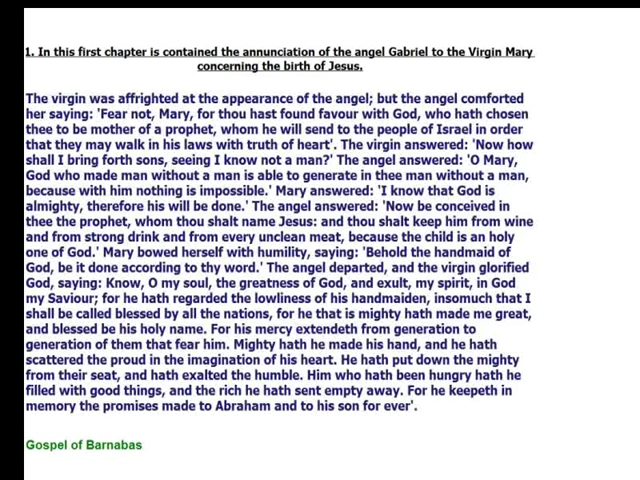 1. In this first chapter is contained the annunciation of the angel Gabriel to the Virgin Mary
concerning the birth of Jesus.
The virgin was affrighted at the appearance of the angel; but the angel comforted
her saying: 'Fear not, Mary, for thou hast found favour with God, who hath chosen
thee to be mother of a prophet, whom he will send to the people of Israel in order
that they may walk in his laws with truth of heart'. The virgin answered: 'Now how
shall I bring forth sons, seeing I know not a man?' The angel answered: 'O Mary,
God who made man without a man is able to generate in thee man without a man,
because with him nothing is impossible.' Mary answered: 'I know that God is
almighty, therefore his will be done.' The angel answered: 'Now be conceived in
thee the prophet, whom thou shalt name Jesus: and thou shalt keep him from wine
and from strong drink and from every unclean meat, because the child is an holy
one of God.' Mary bowed herself with humility, saying: 'Behold the handmaid of
God, be it done according to thy word.' The angel departed, and the virgin glorified
God, saying: Know, O my soul, the greatness of God, and exult, my spirit, in God
my Saviour; for he hath regarded the lowliness of his handmaiden, insomuch that I
shall be called blessed by all the nations, for he that is mighty hath made me great,
and blessed be his holy name. For his mercy extendeth from generation to
generation of them that fear him. Mighty hath he made his hand, and he hath
scattered the proud in the imagination of his heart. He hath put down the mighty
from their seat, and hath exalted the humble. Him who hath been hungry hath he
filled with good things, and the rich he hath sent empty away. For he keepeth in
memory the promises made to Abraham and to his son for ever'.
Gospel of Barnabas